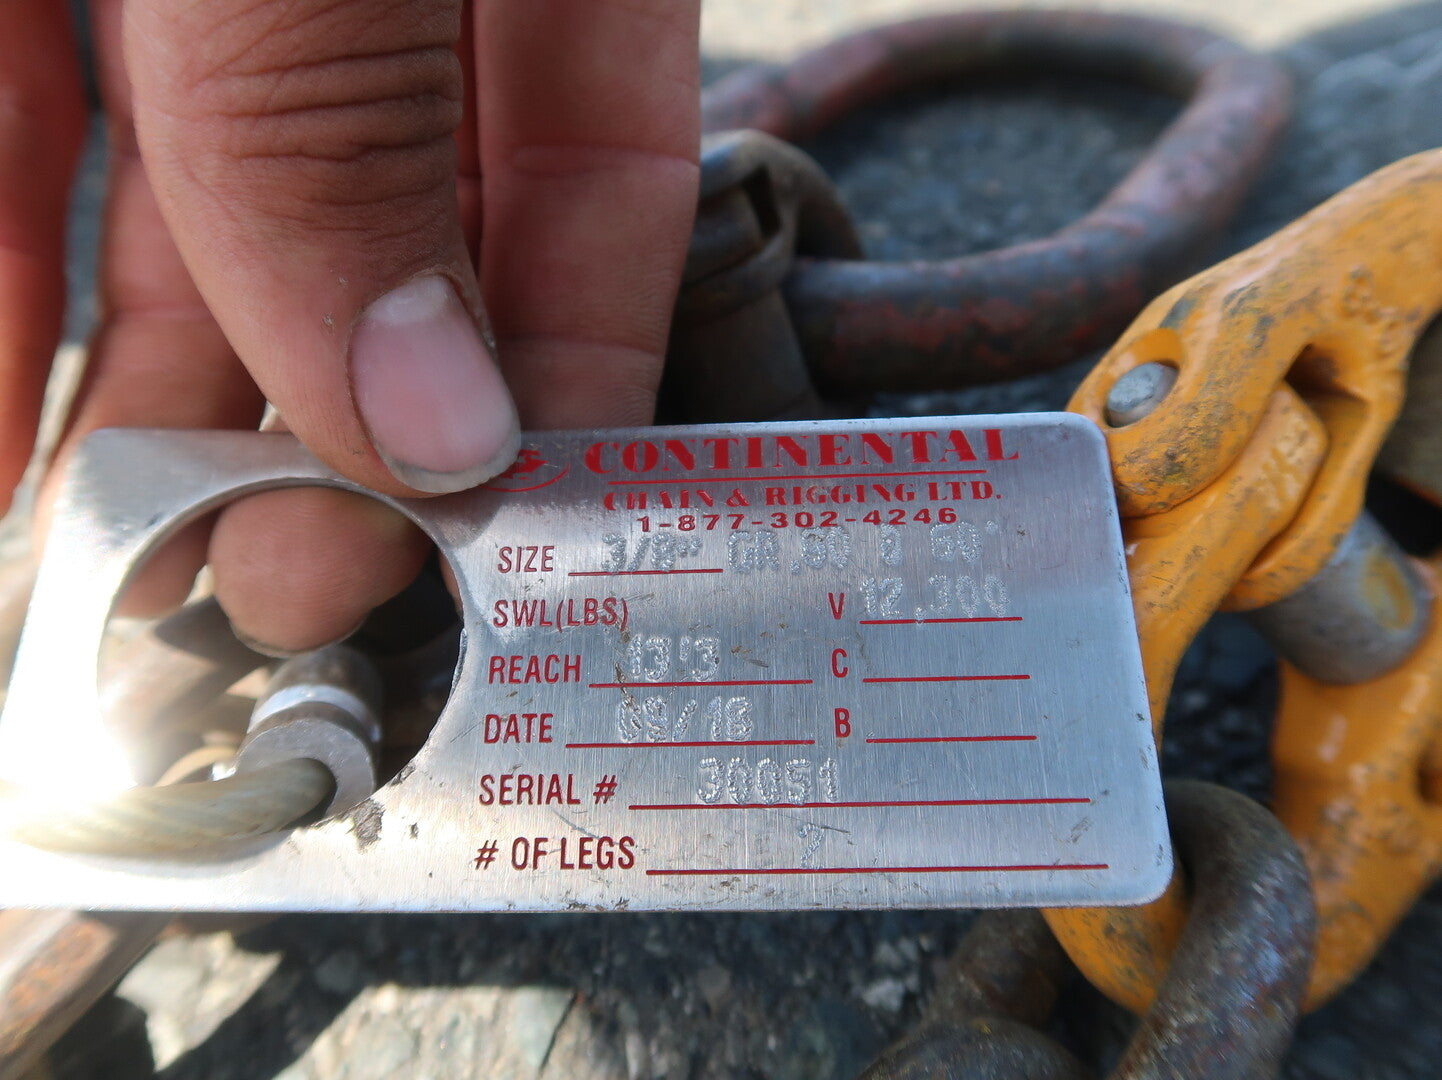 CONTINENTAL
CHAIN & RIGGING LTD.
1-877-302-4246
SIZE 3/8" GR.80 @ 60°
SWL(LBS) V 12,300
REACH 13'3 C
DATE 09/18 B
SERIAL # 30051
# OF LEGS 2